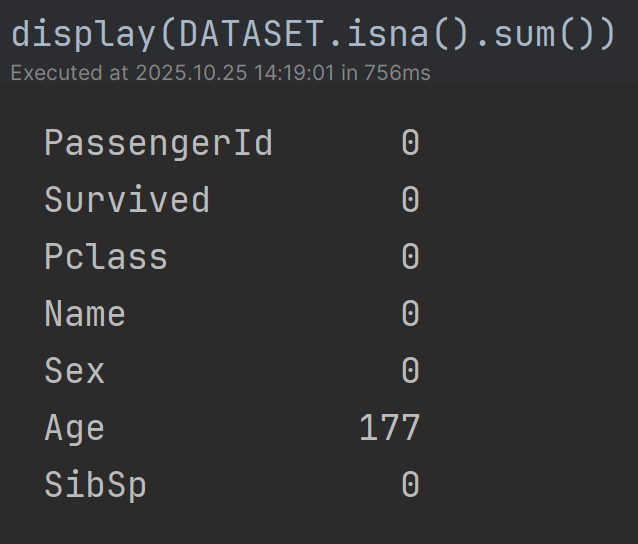 display(DATASET.isna().sum())
Executed at 2025.10.25 14:19:01 in 756ms
PassengerId 0
Survived 0
Pclass 0
Name 0
Sex 0
Age 177
SibSp 0